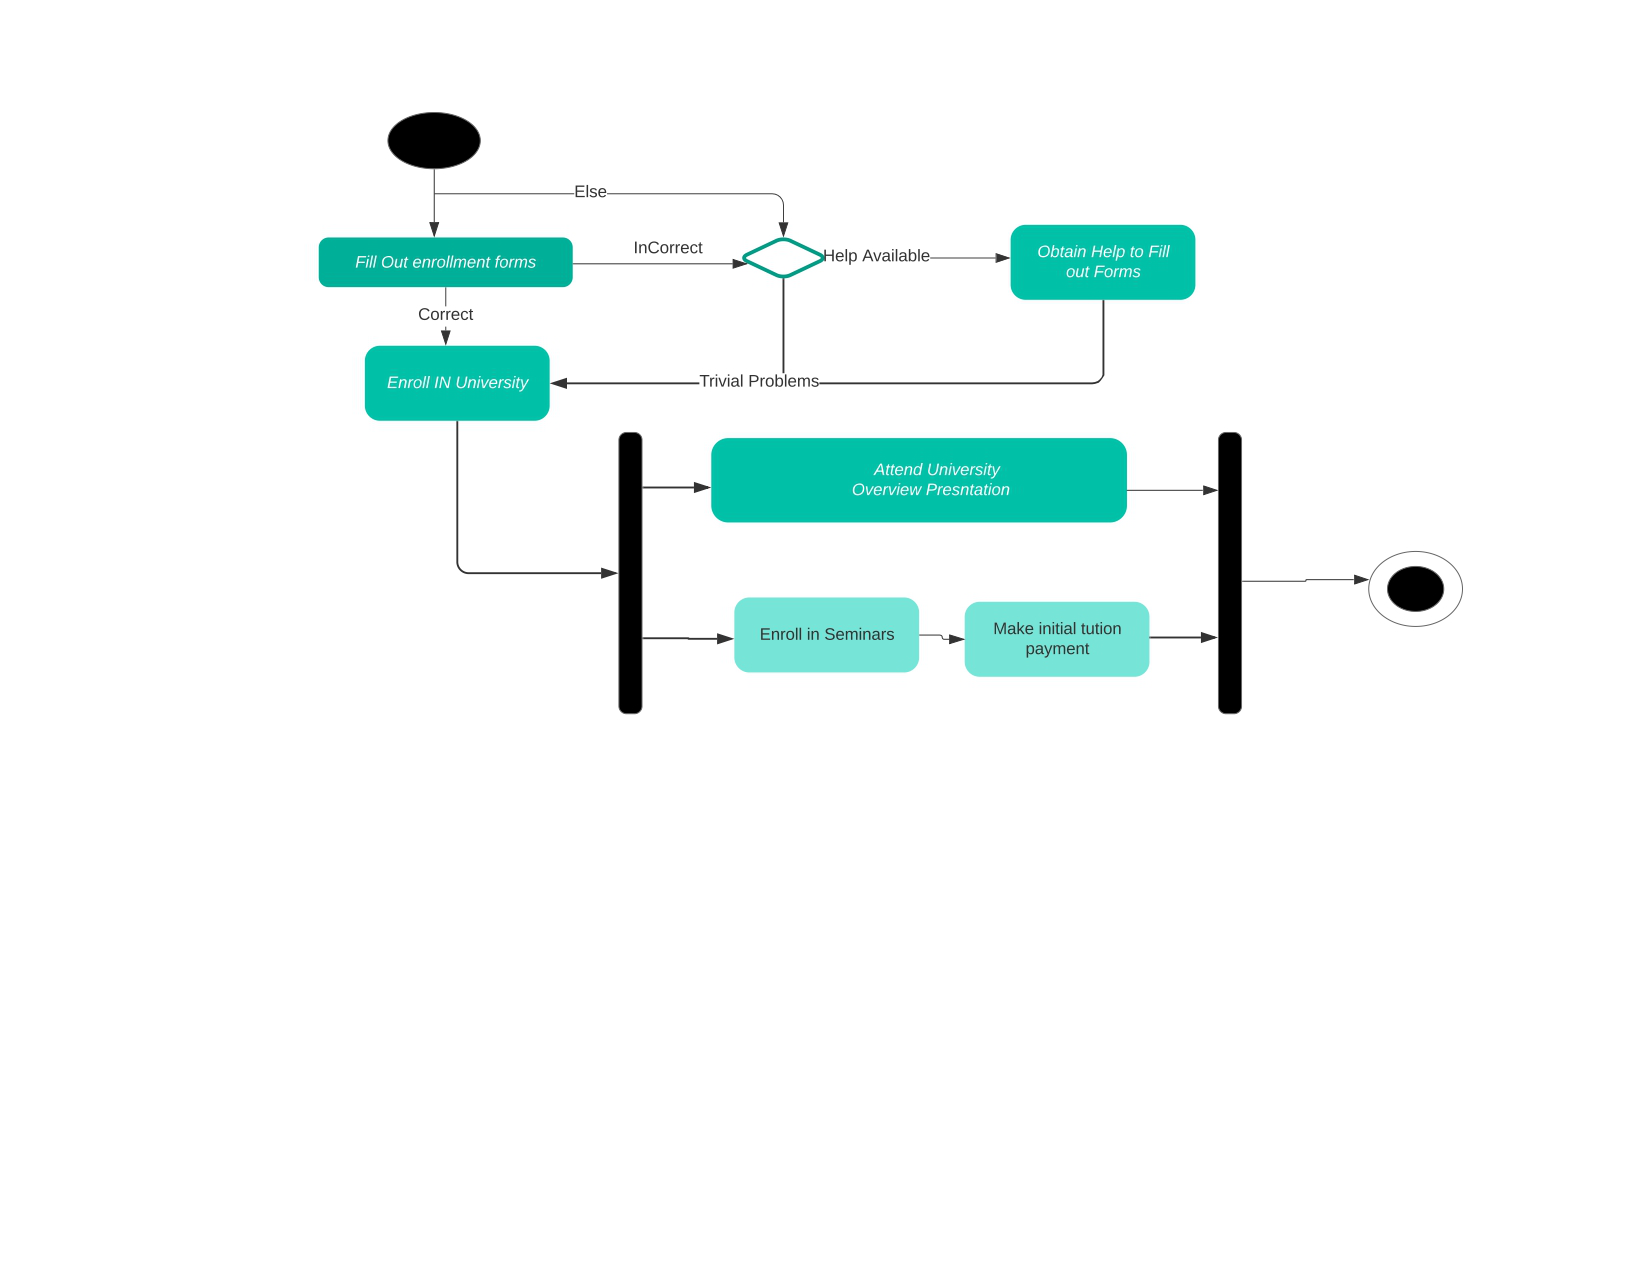 Else
InCorrect
Fill Out enrollment forms
Help Available
Obtain Help to Fill
out Forms
Correct
Enroll IN University
Trivial Problems
Attend University
Overview Presntation
Enroll in Seminars
Make initial tution
payment